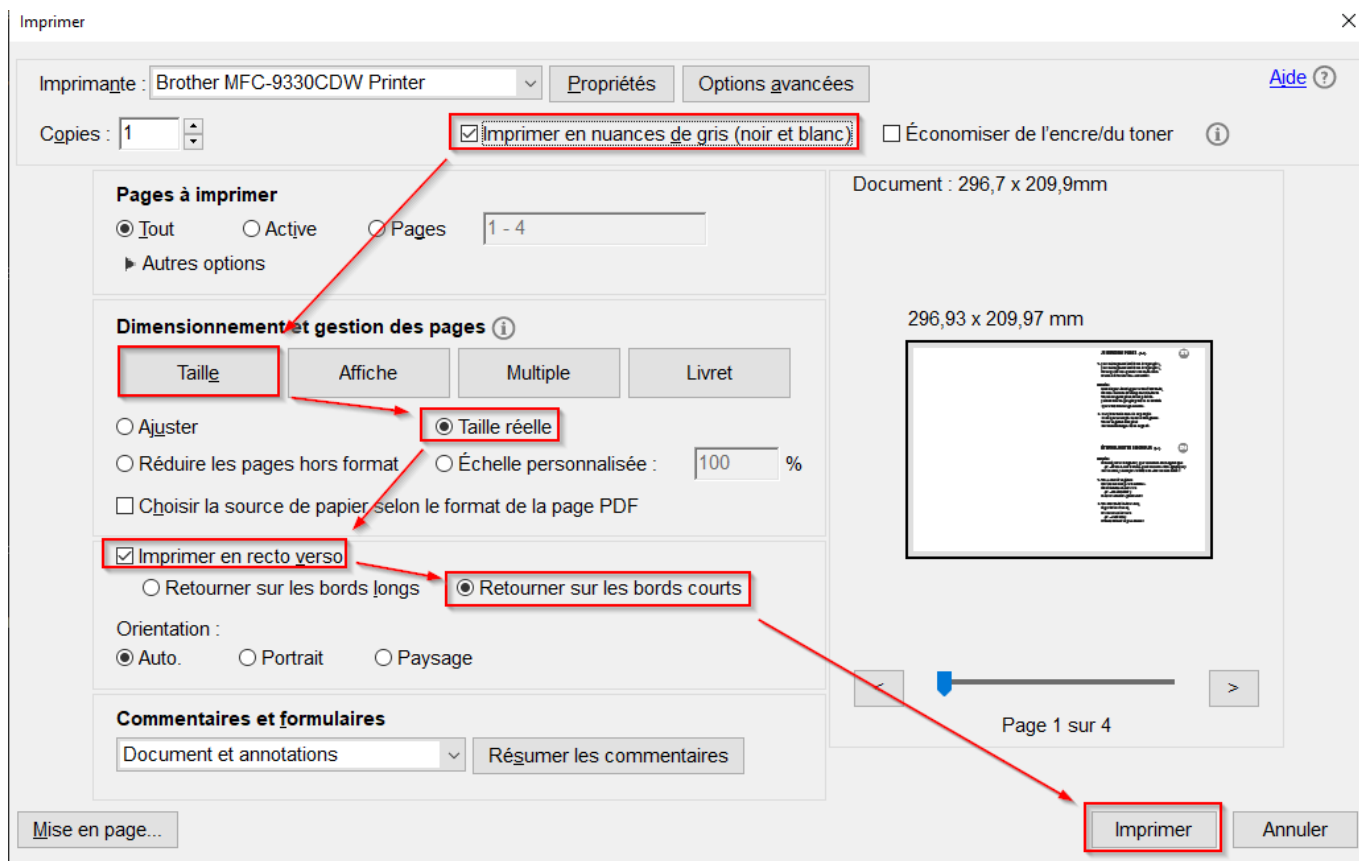 Imprimer
Imprimante : Brother MFC-9330CDW Printer Propriétés Options avancées Aide ?
Copies : 1 Imprimer en nuances de gris (noir et blanc) Économiser de l'encre/du toner i
Pages à imprimer
Tout Active Pages 1 - 4
Autres options
Dimensionnement et gestion des pages i
Taille Affiche Multiple Livret
Ajuster Taille réelle
Réduire les pages hors format Échelle personnalisée : 100 %
Choisir la source de papier selon le format de la page PDF
Imprimer en recto verso
Retourner sur les bords longs Retourner sur les bords courts
Orientation :
Auto. Portrait Paysage
Commentaires et formulaires
Document et annotations Résumer les commentaires
Document : 296,7 x 209,9mm
296,93 x 209,97 mm
< >
Page 1 sur 4
Mise en page... Imprimer Annuler